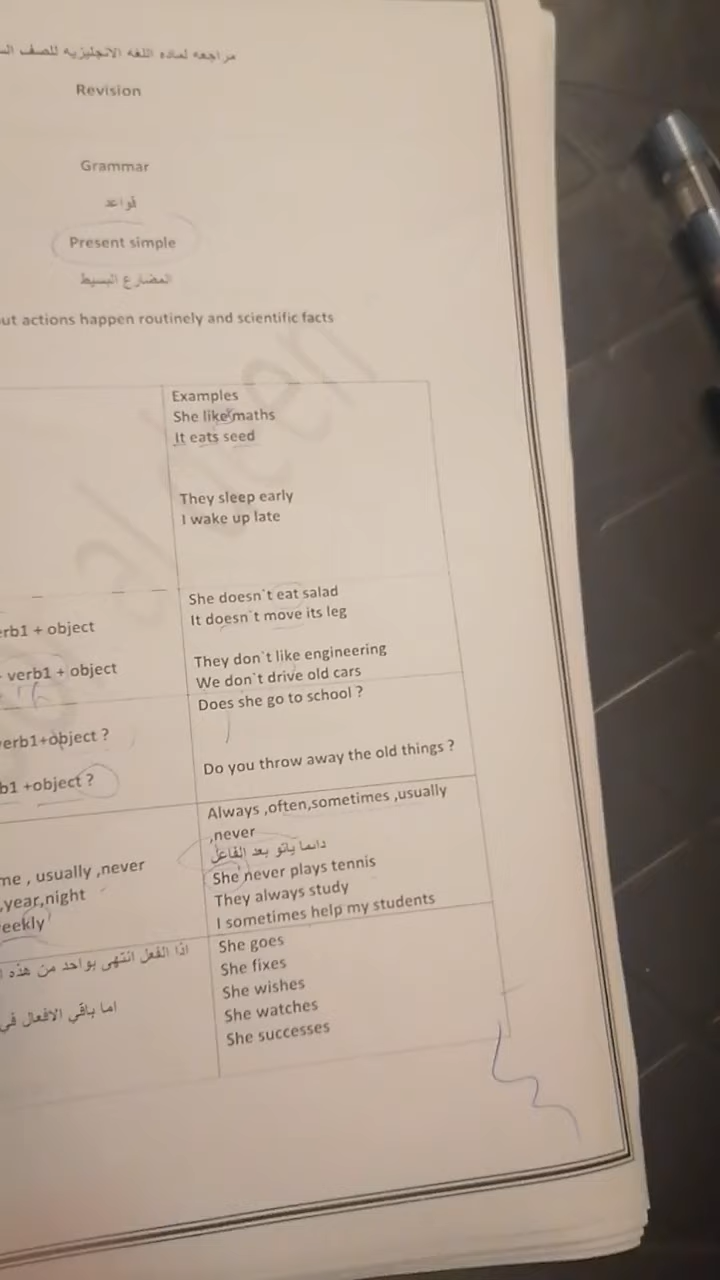 مراجعه لماده اللغه الانجليزيه للصف
Revision
Grammar
قواعد
Present simple
المضارع البسيط
ut actions happen routinely and scientific facts
Examples
She likes maths
It eats seed
They sleep early
I wake up late
She doesn`t eat salad
It doesn`t move its leg
erb1 + object
They don`t like engineering
verb1 + object
We don`t drive old cars
Does she go to school ?
verb1+object ?
Do you throw away the old things ?
b1 +object ?
Always ,often,sometimes ,usually
,never
دائما ياتو بعد الفاعل
me , usually ,never
She never plays tennis
,year,night
They always study
eekly
I sometimes help my students
اذا الفعل انتهى بواحد من هذه
She goes
She fixes
She wishes
اما باقي الافعال في
She watches
She successes
al deen